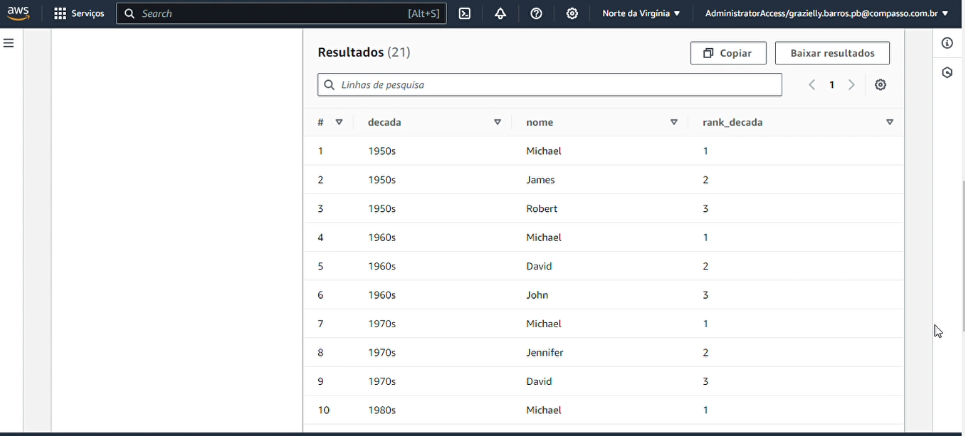 aws Serviços Search [Alt+S] Norte da Virgínia ▼ AdministratorAccess/grazielly.barros.pb@compasso.com.br ▼
Resultados (21) Copiar Baixar resultados
Linhas de pesquisa 1
# decada nome rank_decada
1 1950s Michael 1
2 1950s James 2
3 1950s Robert 3
4 1960s Michael 1
5 1960s David 2
6 1960s John 3
7 1970s Michael 1
8 1970s Jennifer 2
9 1970s David 3
10 1980s Michael 1